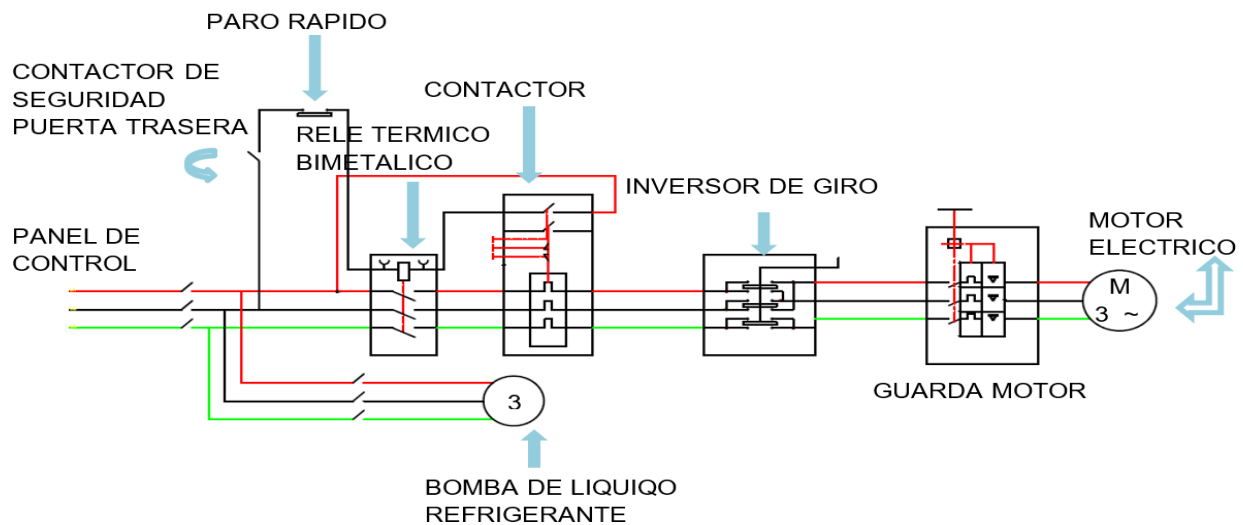 PARO RAPIDO
CONTACTOR DE
SEGURIDAD
PUERTA TRASERA
CONTACTOR
RELE TERMICO
BIMETALICO
INVERSOR DE GIRO
PANEL DE
CONTROL
MOTOR
ELECTRICO
M
3 ~
GUARDA MOTOR
3
BOMBA DE LIQUIQO
REFRIGERANTE